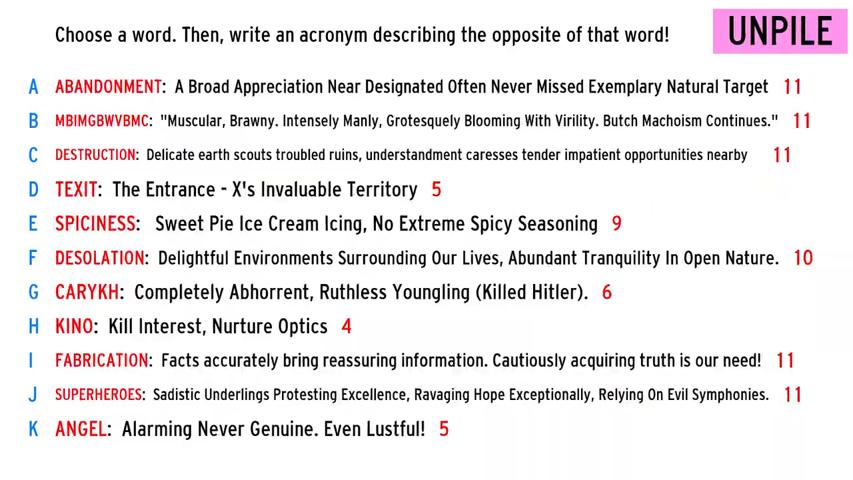 Choose a word. Then, write an acronym describing the opposite of that word!
UNPILE
A ABANDONMENT: A Broad Appreciation Near Designated Often Never Missed Exemplary Natural Target 11
B MBIMGBWVBMC: "Muscular, Brawny. Intensely Manly, Grotesquely Blooming With Virility. Butch Machoism Continues." 11
C DESTRUCTION: Delicate earth scouts troubled ruins, understandment caresses tender impatient opportunities nearby 11
D TEXIT: The Entrance - X's Invaluable Territory 5
E SPICINESS: Sweet Pie Ice Cream Icing, No Extreme Spicy Seasoning 9
F DESOLATION: Delightful Environments Surrounding Our Lives, Abundant Tranquility In Open Nature. 10
G CARYKH: Completely Abhorrent, Ruthless Youngling (Killed Hitler). 6
H KINO: Kill Interest, Nurture Optics 4
I FABRICATION: Facts accurately bring reassuring information. Cautiously acquiring truth is our need! 11
J SUPERHEROES: Sadistic Underlings Protesting Excellence, Ravaging Hope Exceptionally, Relying On Evil Symphonies. 11
K ANGEL: Alarming Never Genuine. Even Lustful! 5